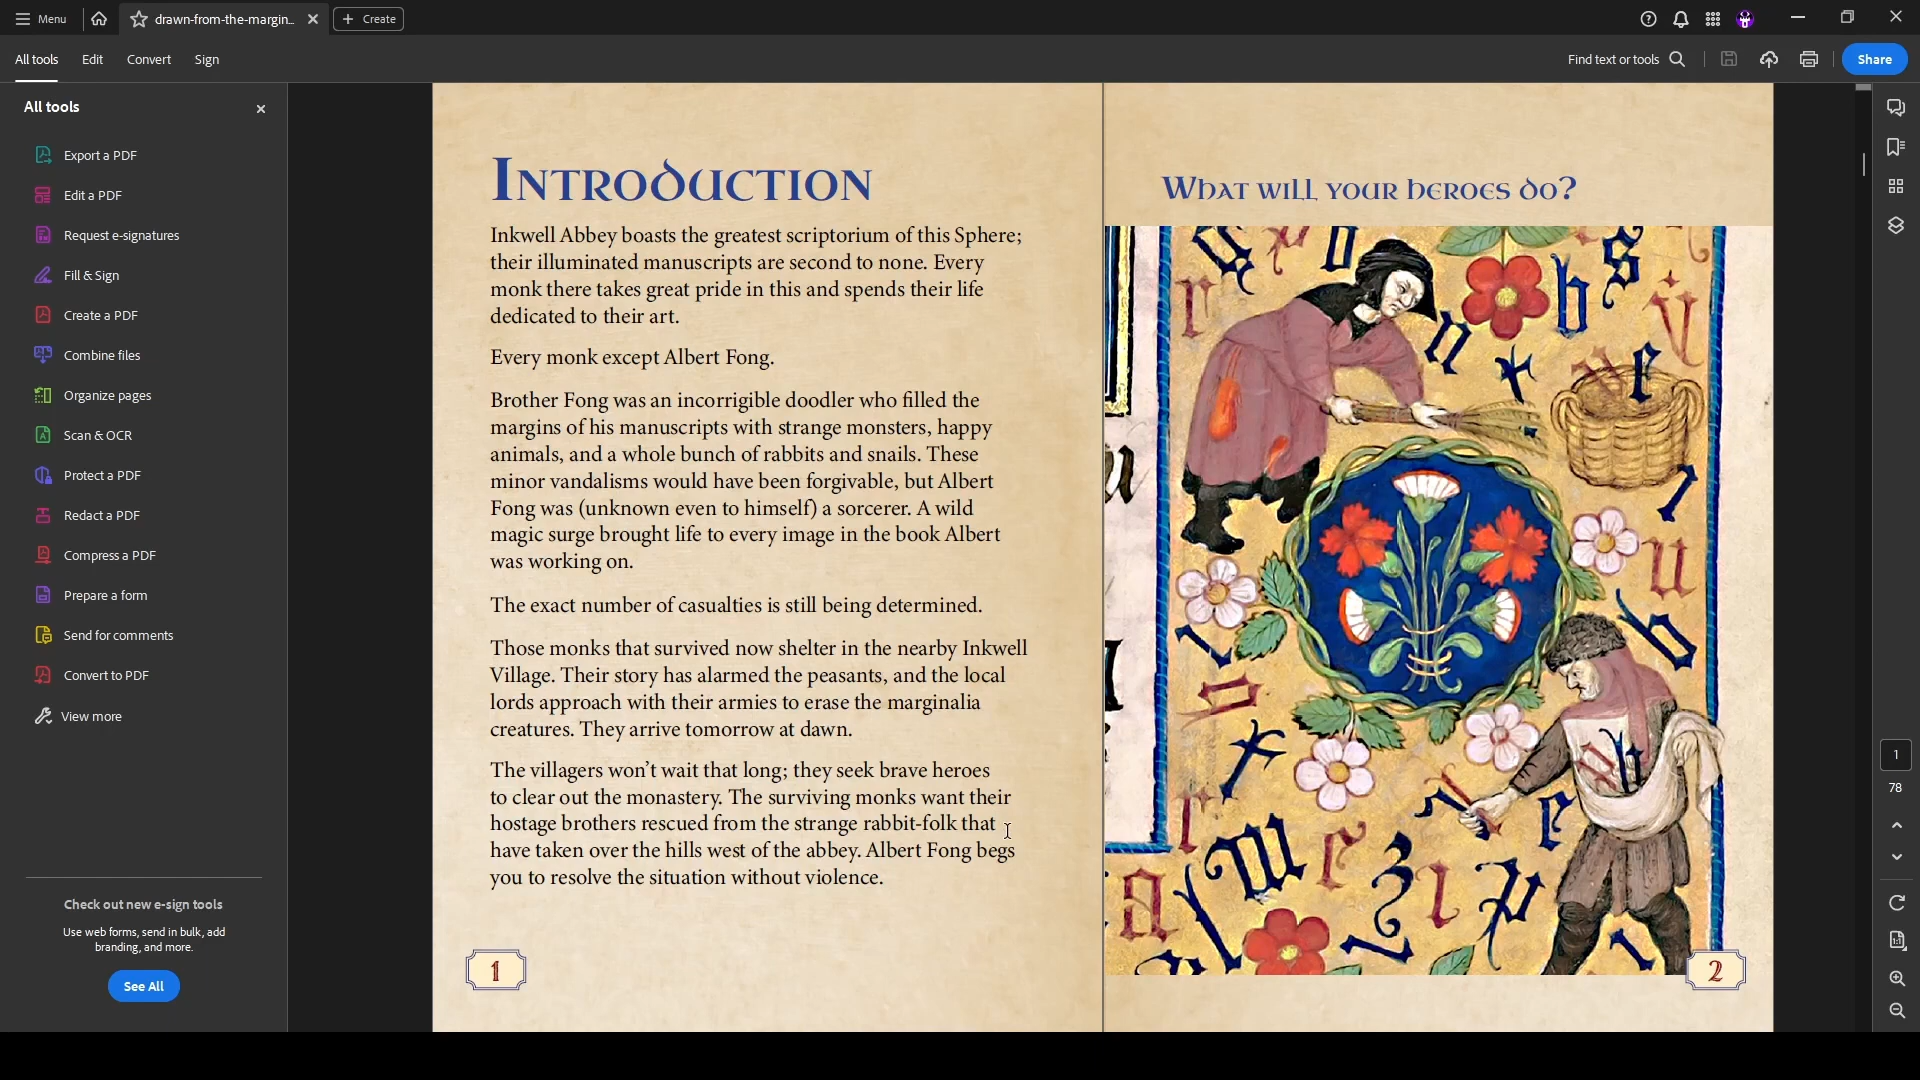 Menu
drawn-from-the-margin...
Create
All tools
Edit
Convert
Sign
Find text or tools
Share
All tools
Export a PDF
Edit a PDF
Request e-signatures
Fill & Sign
Create a PDF
Combine files
Organize pages
Scan & OCR
Protect a PDF
Redact a PDF
Compress a PDF
Prepare a form
Send for comments
Convert to PDF
View more
Check out new e-sign tools
Use web forms, send in bulk, add
branding, and more.
See All
Introduction
Inkwell Abbey boasts the greatest scriptorium of this Sphere;
their illuminated manuscripts are second to none. Every
monk there takes great pride in this and spends their life
dedicated to their art.
Every monk except Albert Fong.
Brother Fong was an incorrigible doodler who filled the
margins of his manuscripts with strange monsters, happy
animals, and a whole bunch of rabbits and snails. These
minor vandalisms would have been forgivable, but Albert
Fong was (unknown even to himself) a sorcerer. A wild
magic surge brought life to every image in the book Albert
was working on.
The exact number of casualties is still being determined.
Those monks that survived now shelter in the nearby Inkwell
Village. Their story has alarmed the peasants, and the local
lords approach with their armies to erase the marginalia
creatures. They arrive tomorrow at dawn.
The villagers won't wait that long; they seek brave heroes
to clear out the monastery. The surviving monks want their
hostage brothers rescued from the strange rabbit-folk that
have taken over the hills west of the abbey. Albert Fong begs
you to resolve the situation without violence.
1
What will your heroes do?
2
1
78